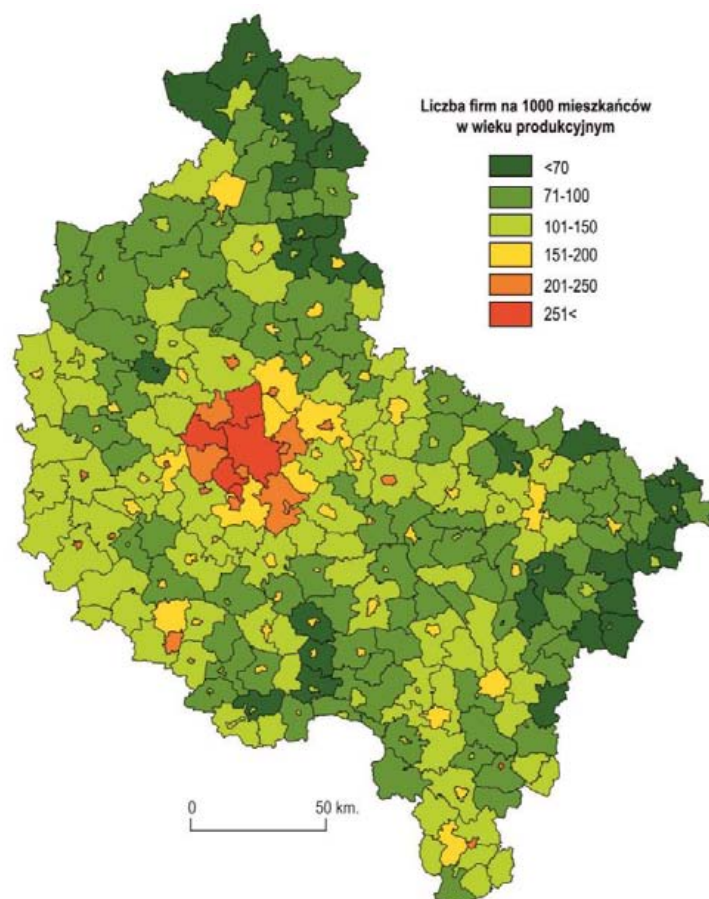 Liczba firm na 1000 mieszkańców
w wieku produkcyjnym
<70
71-100
101-150
151-200
201-250
251<
0 50 km.